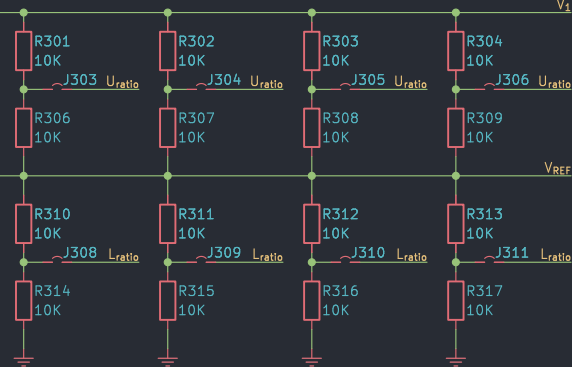 V1
R301 R302 R303 R304
10K 10K 10K 10K
J303 Uratio J304 Uratio J305 Uratio J306 Uratio
R306 R307 R308 R309
10K 10K 10K 10K
VREF
R310 R311 R312 R313
10K 10K 10K 10K
J308 Lratio J309 Lratio J310 Lratio J311 Lratio
R314 R315 R316 R317
10K 10K 10K 10K